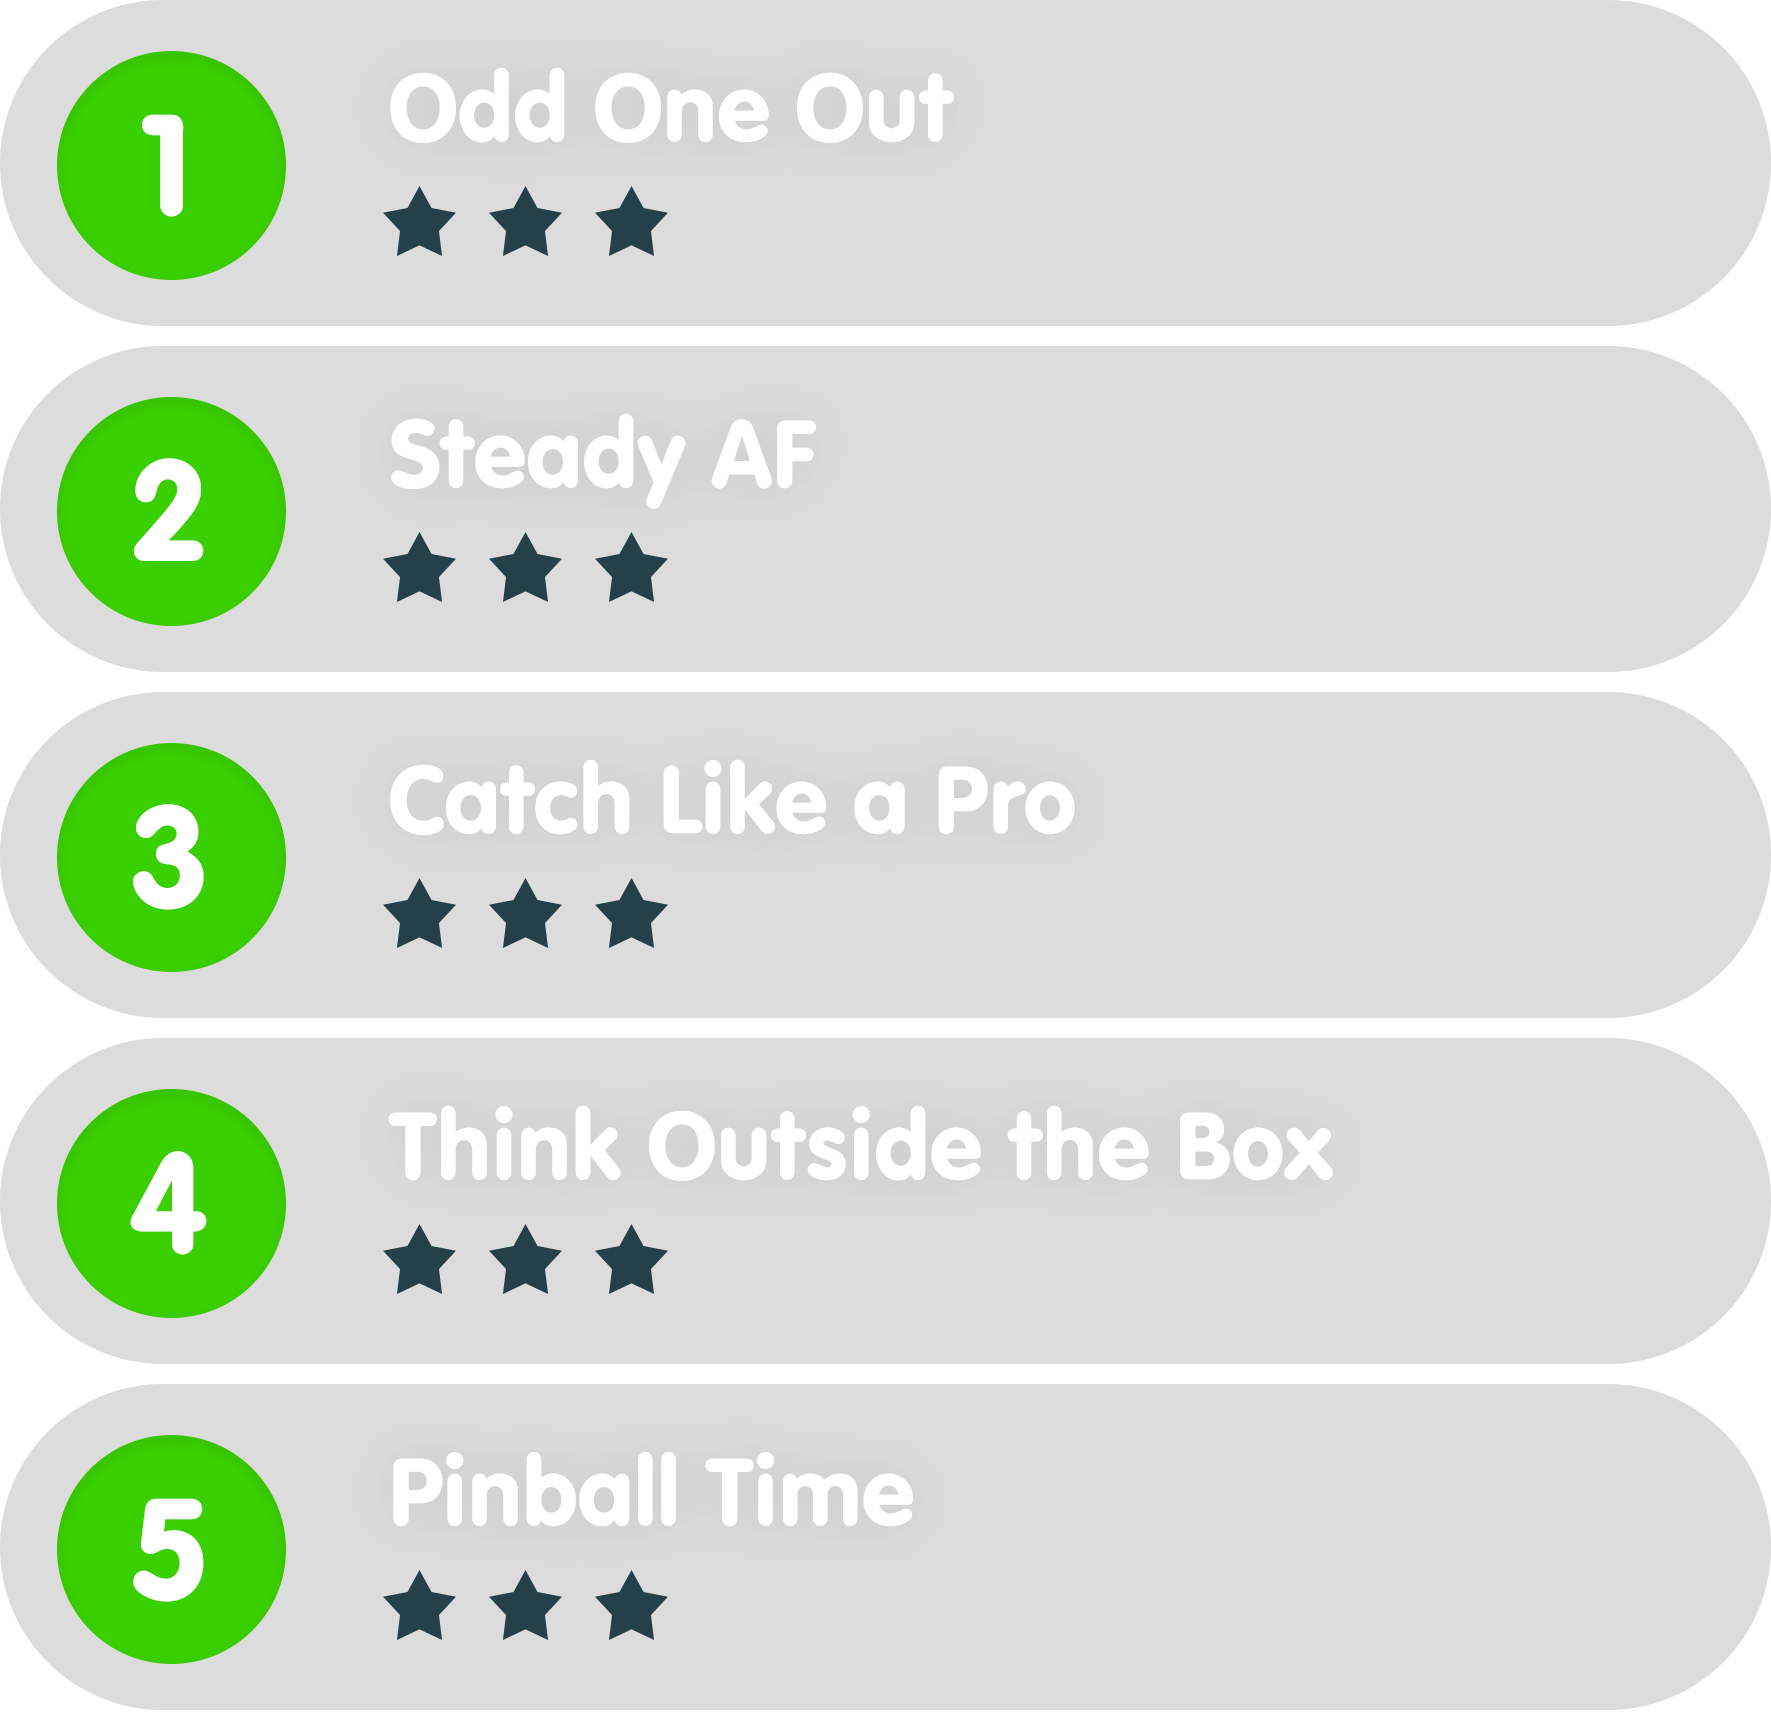 1
Odd One Out
2
Steady AF
3
Catch Like a Pro
4
Think Outside the Box
5
Pinball Time